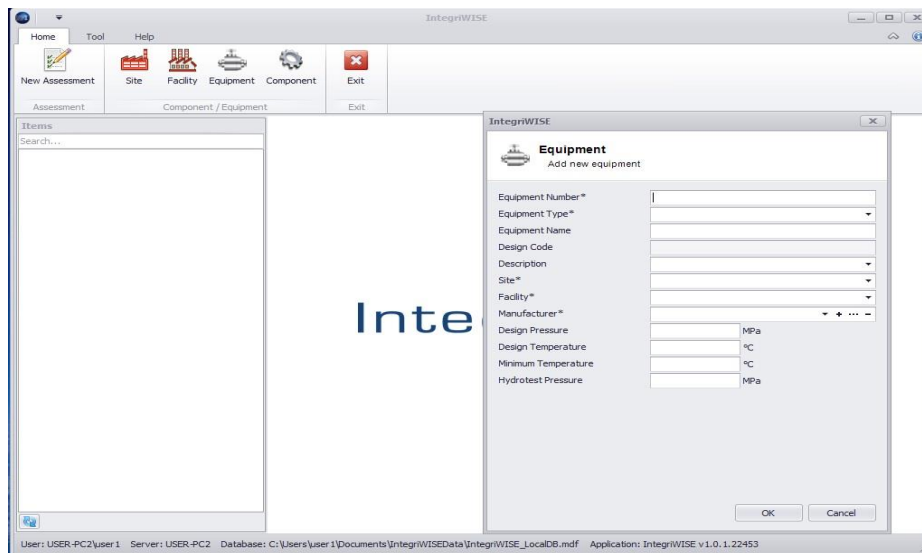 IntegriWISE
Home Tool Help
New Assessment Site Facility Equipment Component Exit
Assessment Component / Equipment Exit
Items
Search...
Inte
IntegriWISE
Equipment
Add new equipment
Equipment Number*
Equipment Type*
Equipment Name
Design Code
Description
Site*
Facility*
Manufacturer*
Design Pressure MPa
Design Temperature °C
Minimum Temperature °C
Hydrotest Pressure MPa
OK Cancel
User: USER-PC2\user1 Server: USER-PC2 Database: C:\Users\user1\Documents\IntegriWISEData\IntegriWISE_LocalDB.mdf Application: IntegriWISE v1.0.1.22453